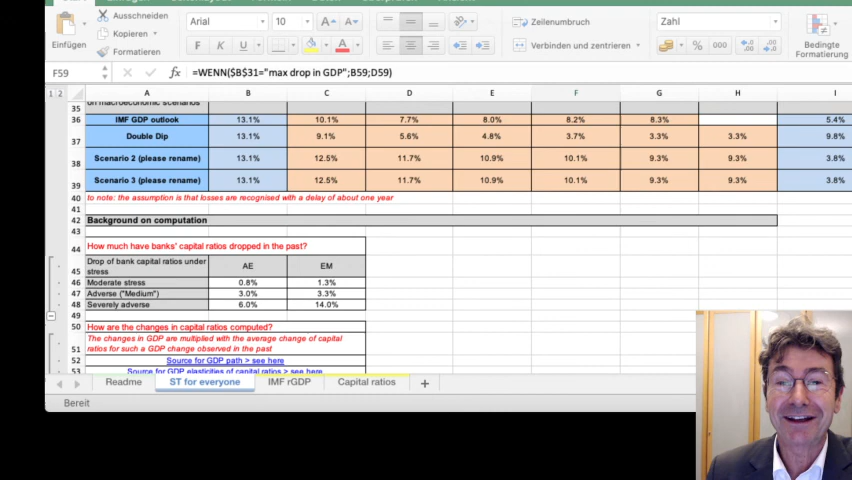 Einfügen
Ausschneiden
Kopieren
Formatieren
Arial 10 A A
F K U A
Zeilenumbruch
Verbinden und zentrieren
Zahl
% 000
Bedingte
Formatierung
F59 fx =WENN($B$31="max drop in GDP";B59;D59)
1 2 A B C D E F G H I
35 on macroeconomic scenarios
36 IMF GDP outlook 13.1% 10.1% 7.7% 8.0% 8.2% 8.3% 5.4%
37 Double Dip 13.1% 9.1% 5.6% 4.8% 3.7% 3.3% 3.3% 9.8%
38 Scenario 2 (please rename) 13.1% 12.5% 11.7% 10.9% 10.1% 9.3% 9.3% 3.8%
39 Scenario 3 (please rename) 13.1% 12.5% 11.7% 10.9% 10.1% 9.3% 9.3% 3.8%
40 to note: the assumption is that losses are recognised with a delay of about one year
41
42 Background on computation
43
44 How much have banks' capital ratios dropped in the past?
Drop of bank capital ratios under
45 stress AE EM
46 Moderate stress 0.8% 1.3%
47 Adverse ("Medium") 3.0% 3.3%
48 Severely adverse 6.0% 14.0%
49
50 How are the changes in capital ratios computed?
The changes in GDP are multiplied with the average change of capital
51 ratios for such a GDP change observed in the past
52 Source for GDP path > see here
53 Source for GDP elasticities of capital ratios > see here
Readme ST for everyone IMF rGDP Capital ratios +
Bereit